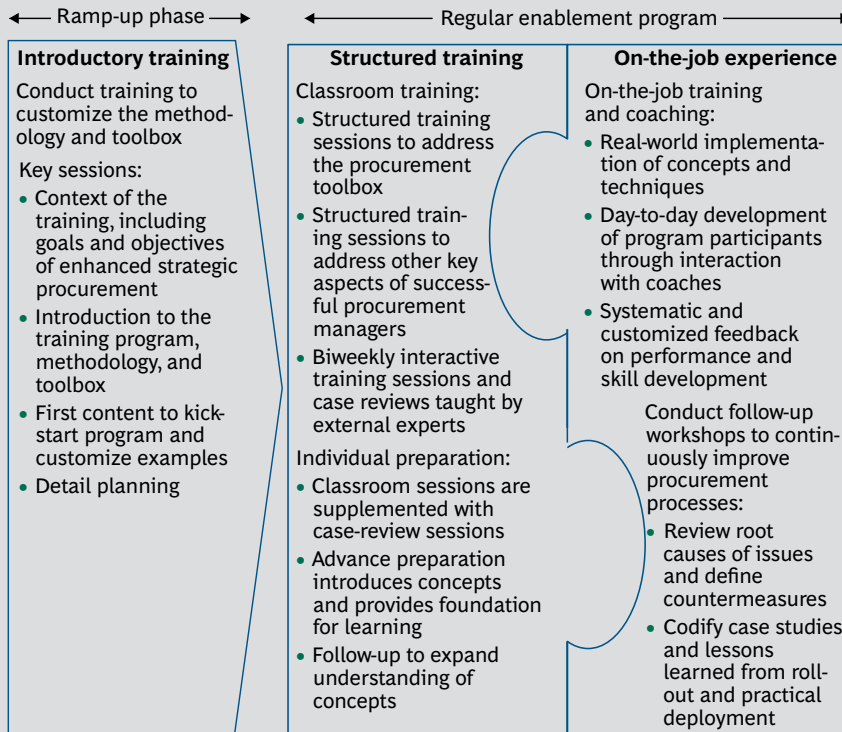 Ramp-up phase
Regular enablement program
Introductory training
Conduct training to
customize the method-
ology and toolbox
Key sessions:
• Context of the
training, including
goals and objectives
of enhanced strategic
procurement
• Introduction to the
training program,
methodology, and
toolbox
• First content to kick-
start program and
customize examples
• Detail planning
Structured training
Classroom training:
• Structured training
sessions to address
the procurement
toolbox
• Structured train-
ing sessions to
address other key
aspects of success-
ful procurement
managers
• Biweekly interactive
training sessions and
case reviews taught by
external experts
Individual preparation:
• Classroom sessions are
supplemented with
case-review sessions
• Advance preparation
introduces concepts
and provides foundation
for learning
• Follow-up to expand
understanding of
concepts
On-the-job experience
On-the-job training
and coaching:
• Real-world implementa-
tion of concepts and
techniques
• Day-to-day development
of program participants
through interaction
with coaches
• Systematic and
customized feedback
on performance and
skill development
Conduct follow-up
workshops to contin-
uously improve
procurement
processes:
• Review root
causes of issues
and define
countermeasures
• Codify case studies
and lessons
learned from roll-
out and practical
deployment